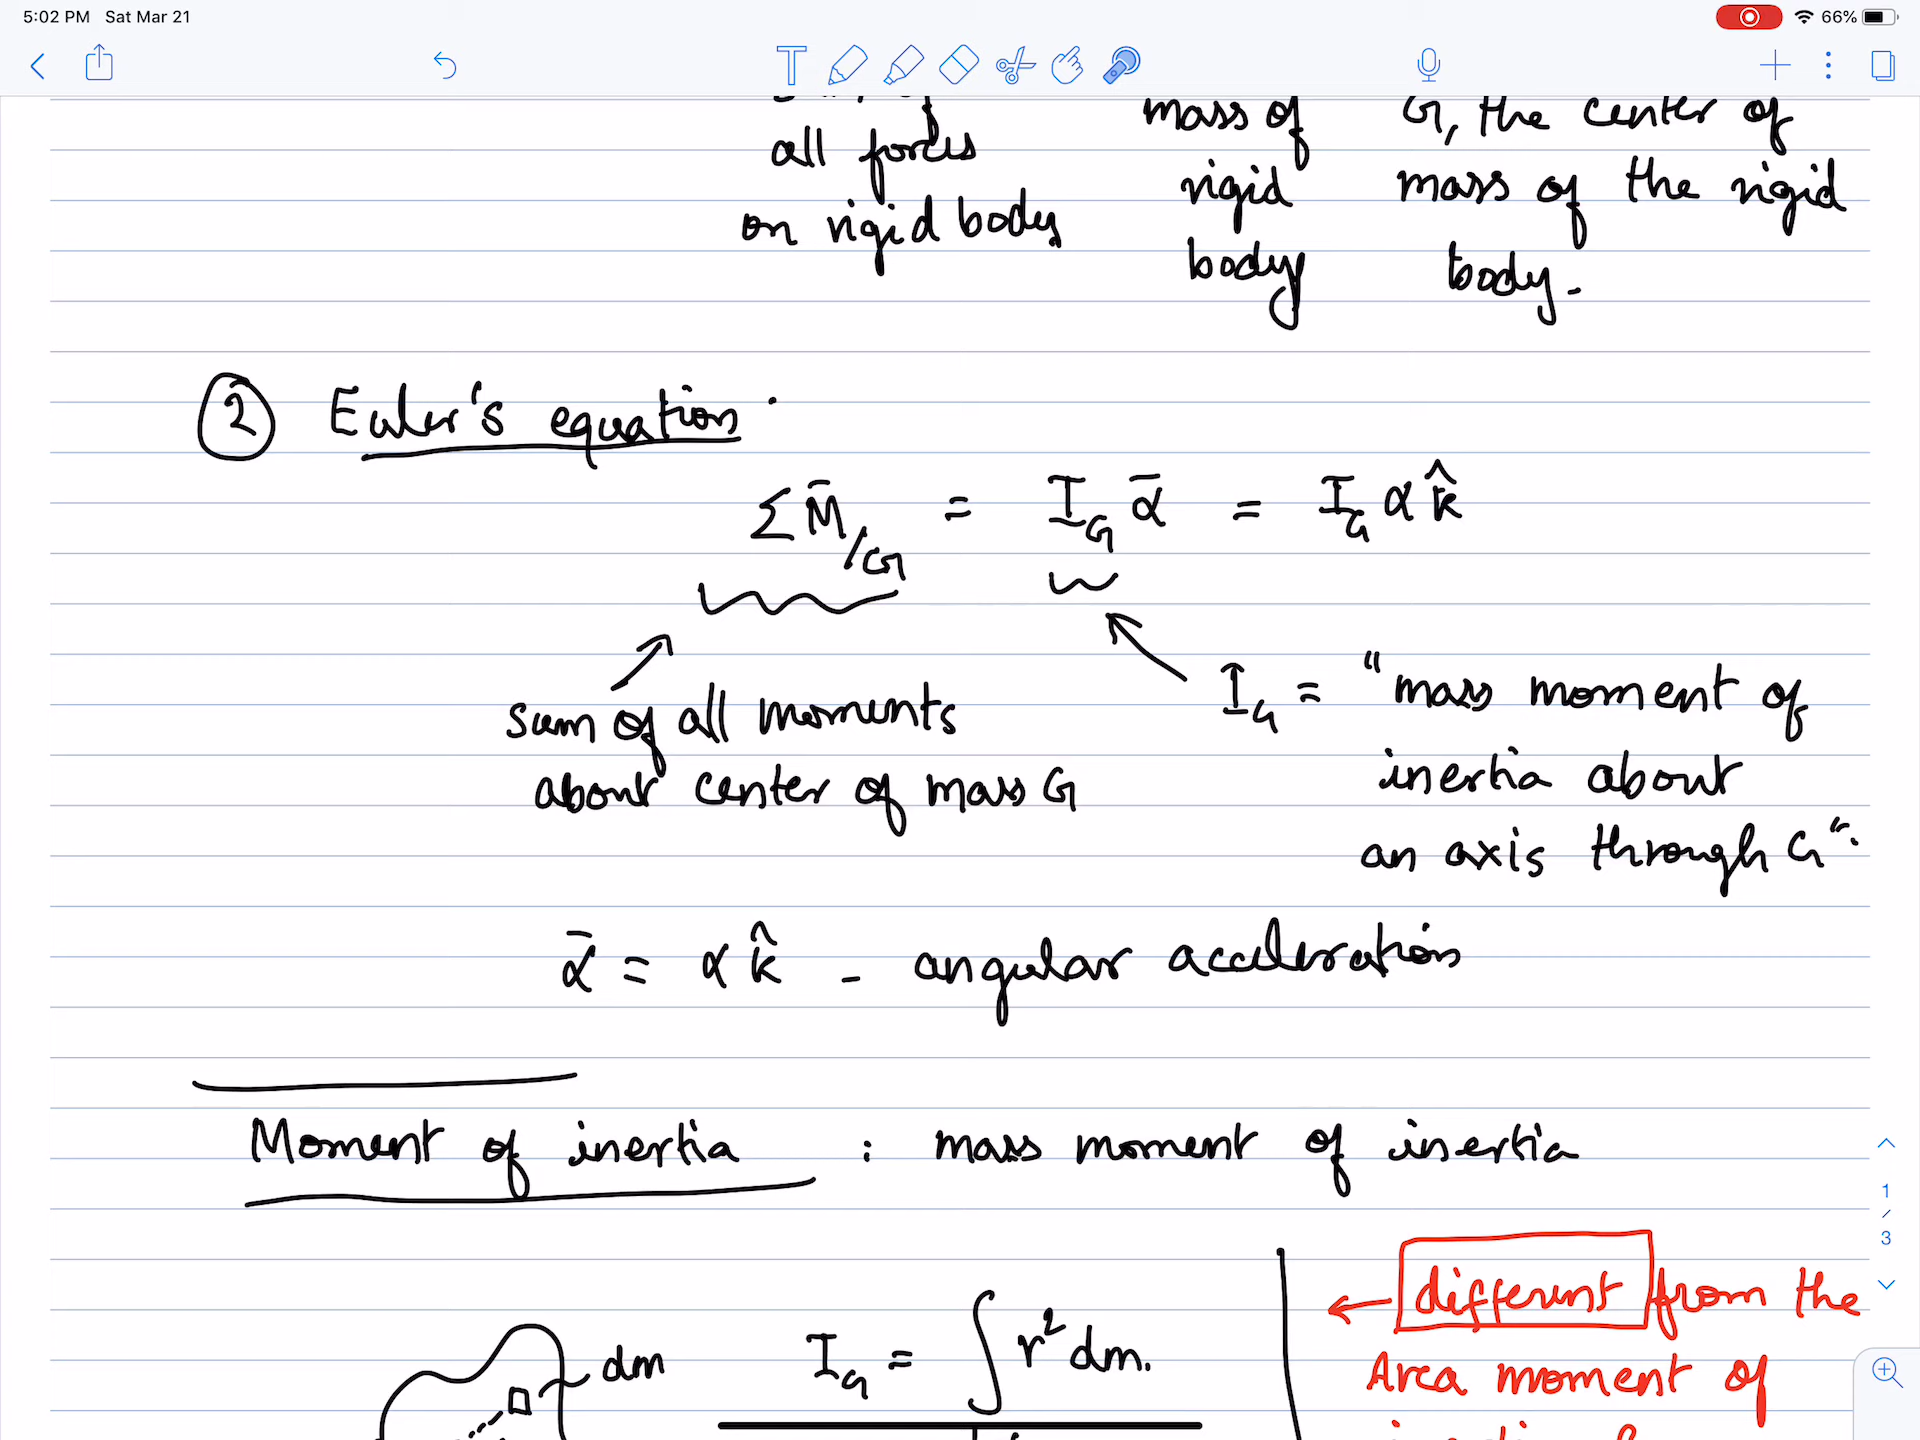 5:02 PM Sat Mar 21
66%
mass of G, the center of
all forces
rigid mass of the rigid
on rigid body
body body.
2 Euler's equation.
ΣM̄/G = I_G ᾱ = I_G α k̂
sum of all moments
about center of mass G
I_G = "mass moment of
inertia about
an axis through G".
ᾱ = α k̂ - angular acceleration
Moment of inertia : mass moment of inertia
1
/
3
dm
I_G = ∫ r² dm.
← different from the
Area moment of